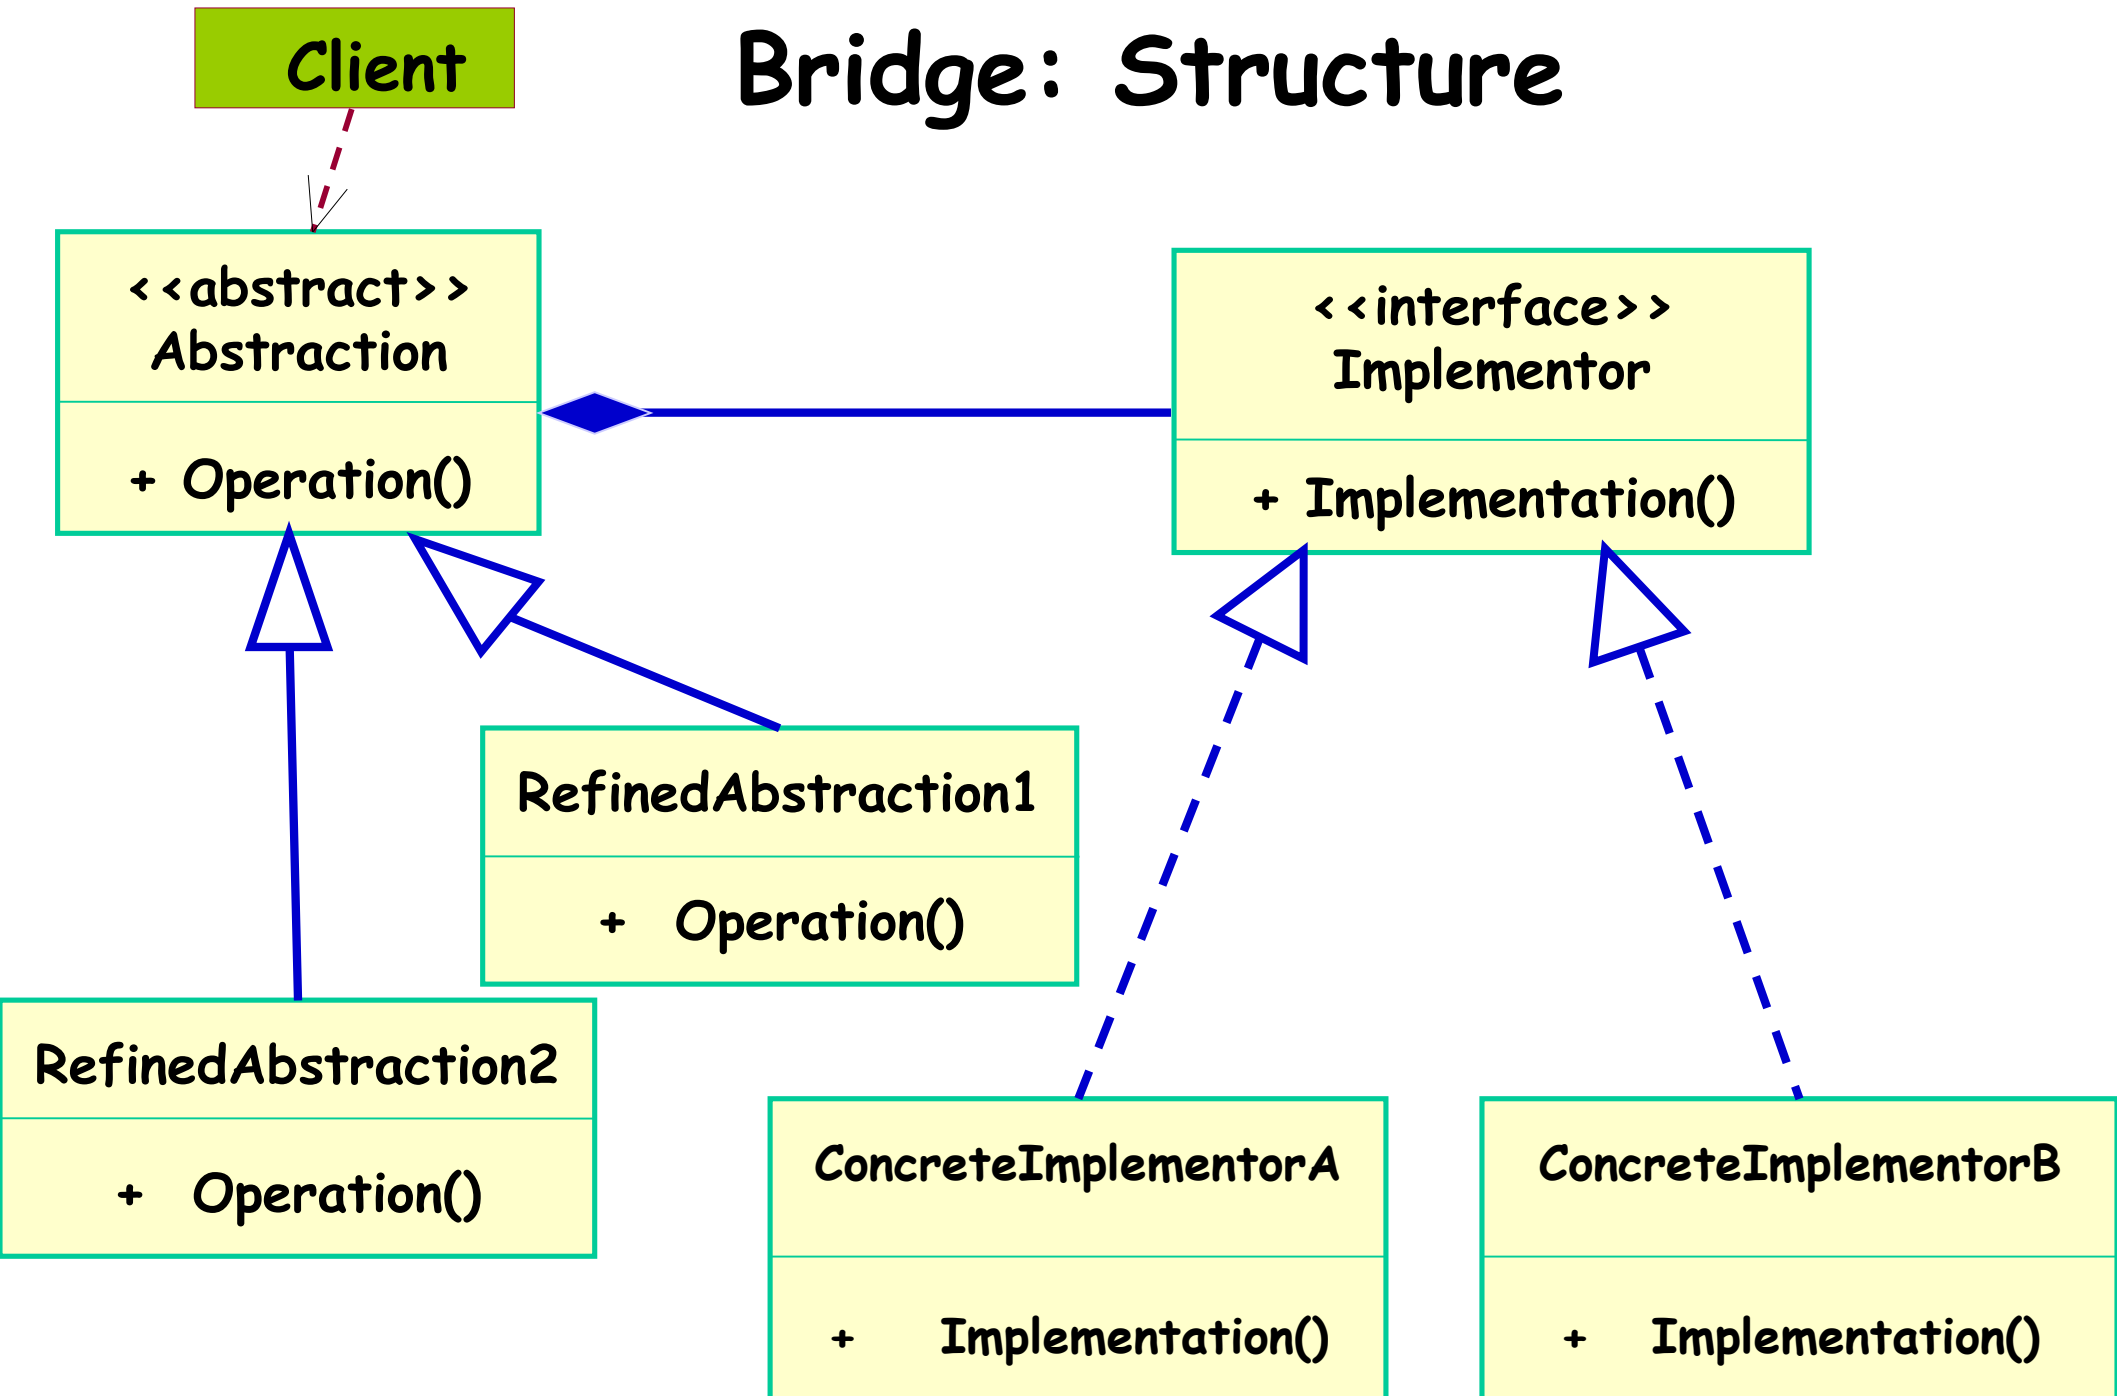 Client
Bridge: Structure
<<abstract>>
Abstraction
+ Operation()
<<interface>>
Implementor
+ Implementation()
RefinedAbstraction1
+ Operation()
RefinedAbstraction2
+ Operation()
ConcreteImplementorA
+ Implementation()
ConcreteImplementorB
+ Implementation()